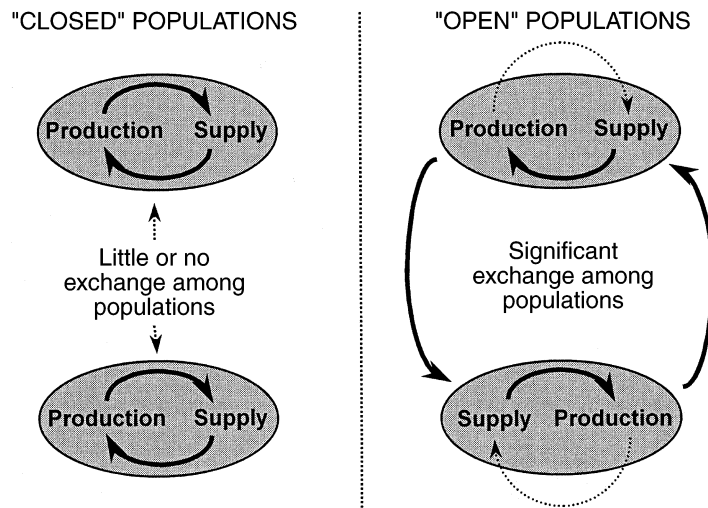 "CLOSED" POPULATIONS
Production Supply
Little or no
exchange among
populations
Production Supply
"OPEN" POPULATIONS
Production Supply
Significant
exchange among
populations
Supply Production